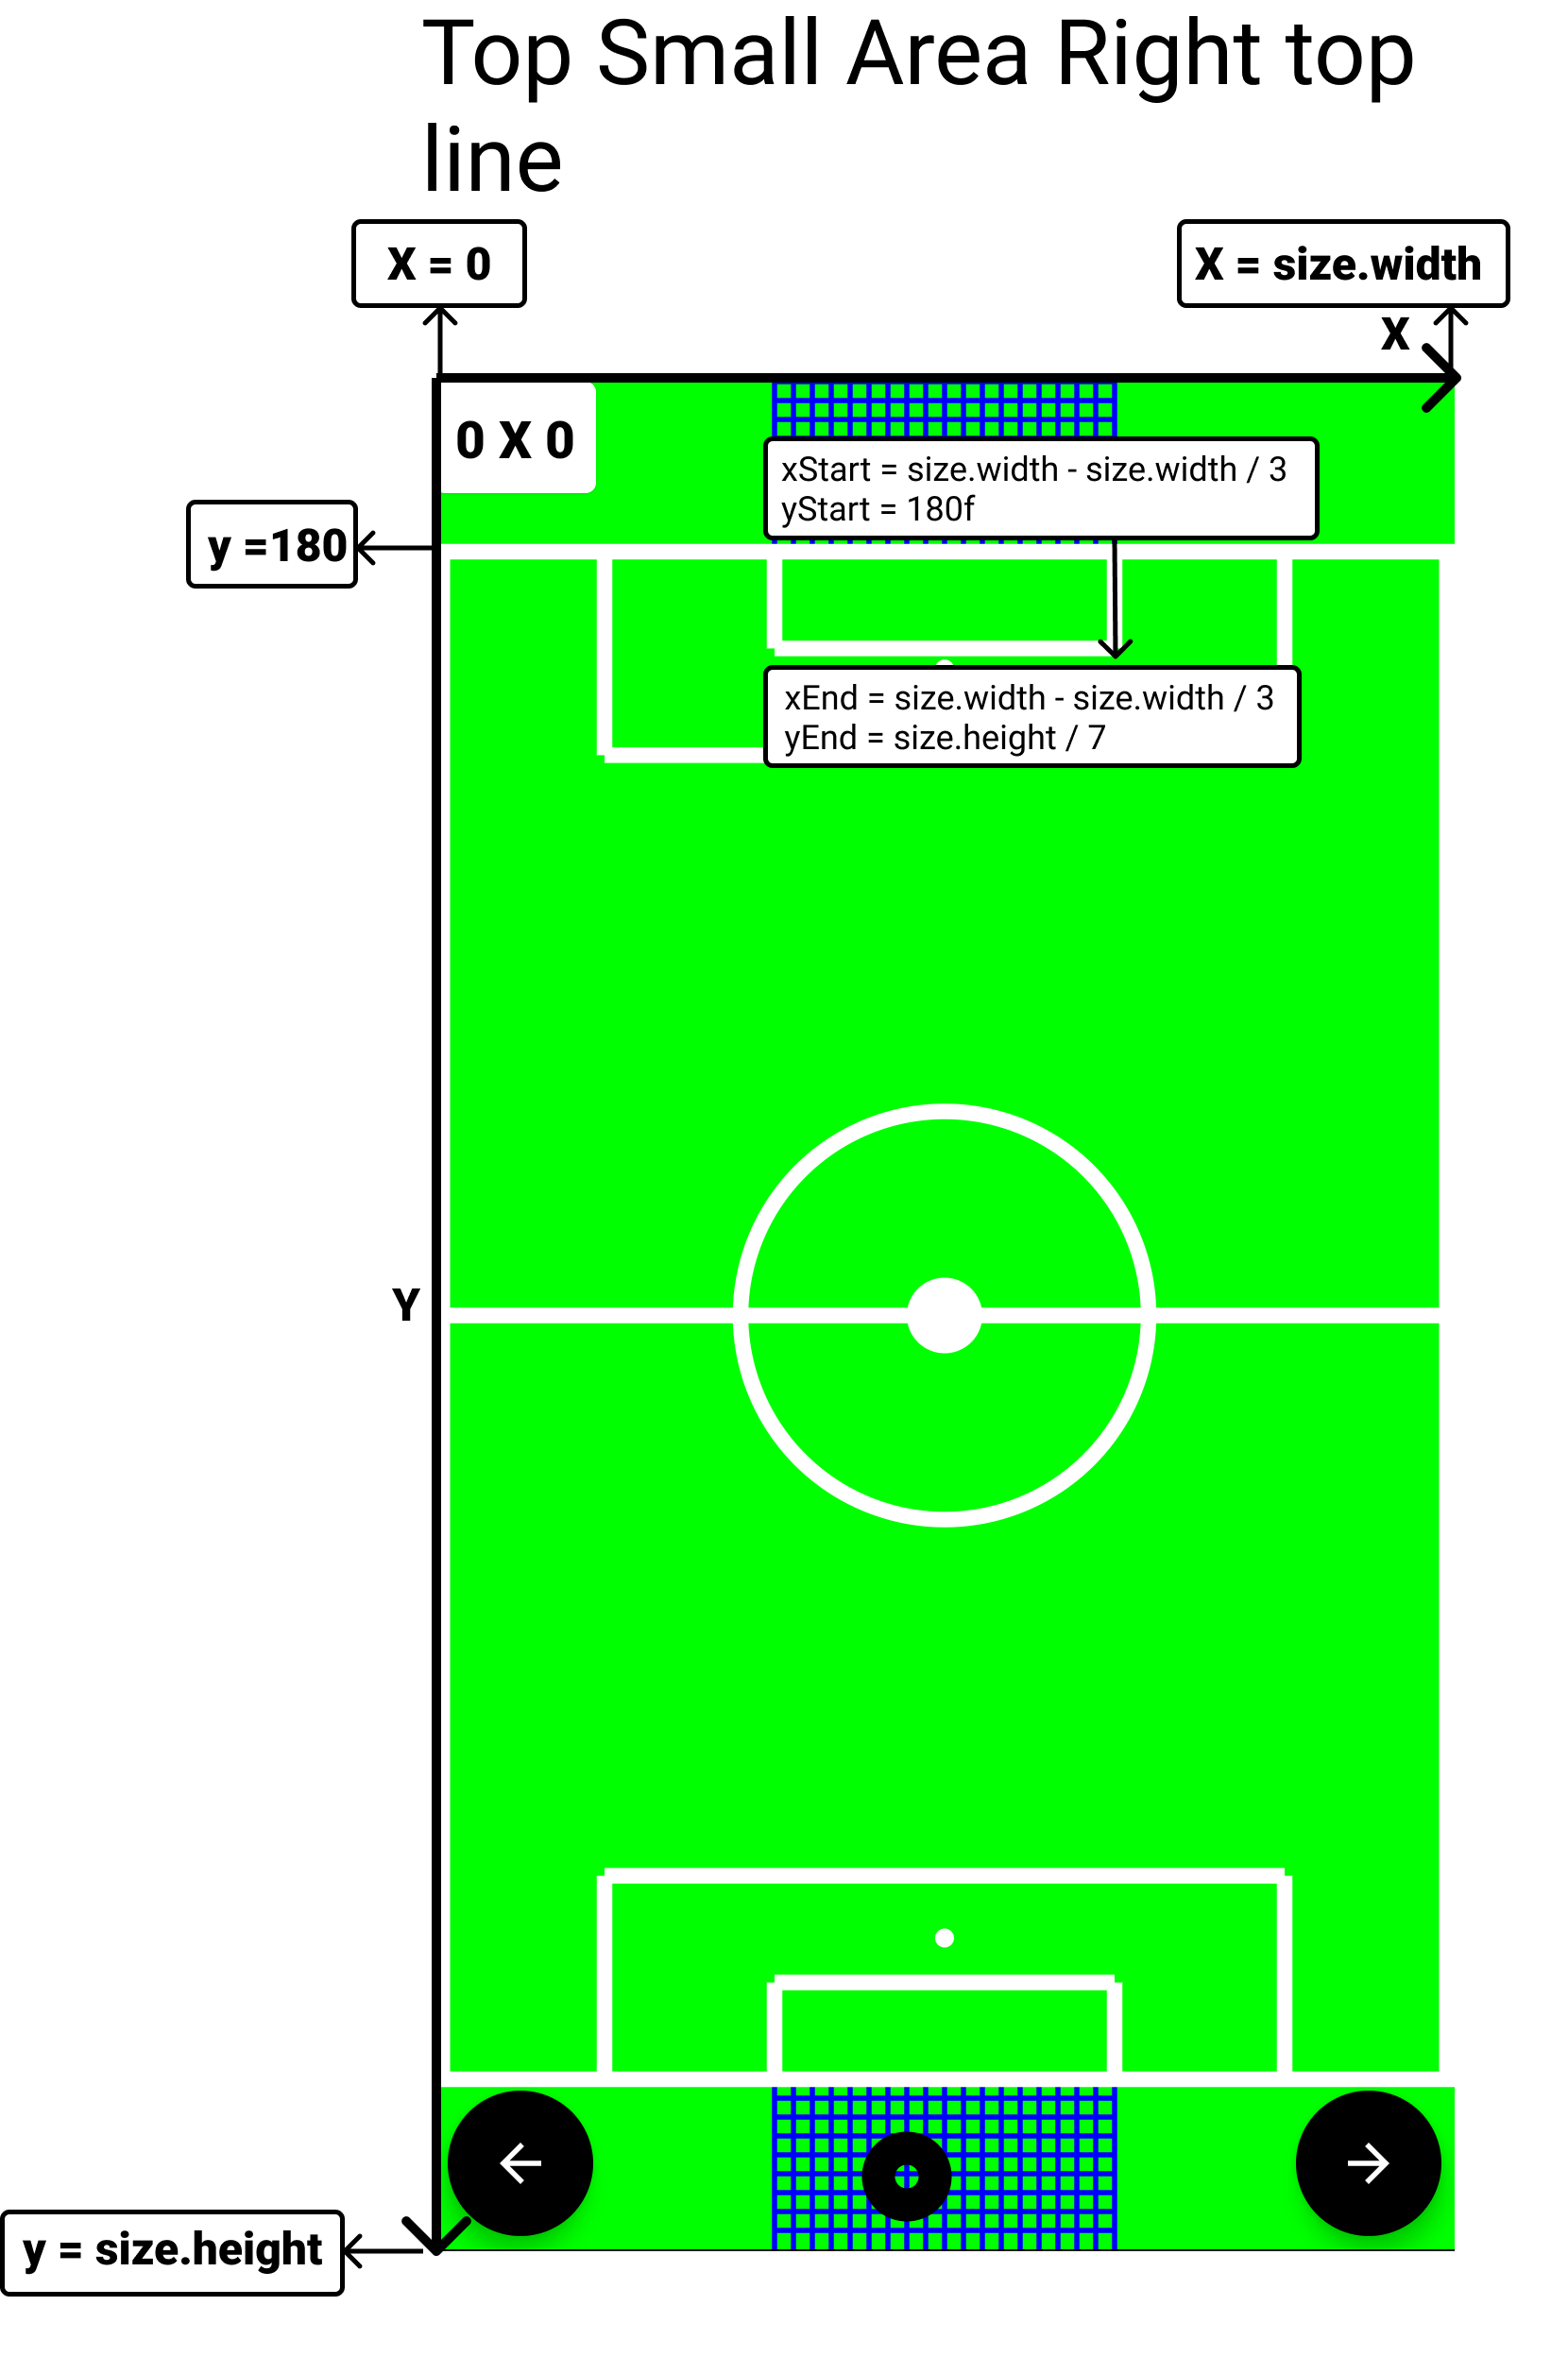 Top Small Area Right top
line
X = 0
X = size.width
X
0 X 0
xStart = size.width - size.width / 3
yStart = 180f
y =180
xEnd = size.width - size.width / 3
yEnd = size.height / 7
Y
y = size.height